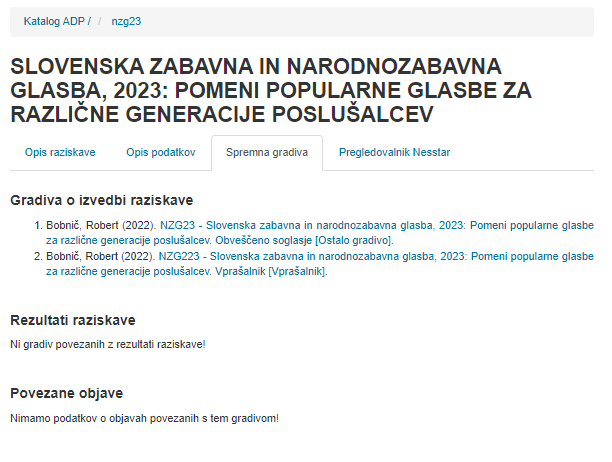 Katalog ADP / / nzg23
SLOVENSKA ZABAVNA IN NARODNOZABAVNA
GLASBA, 2023: POMENI POPULARNE GLASBE ZA
RAZLIČNE GENERACIJE POSLUŠALCEV
Opis raziskave Opis podatkov Spremna gradiva Pregledovalnik Nesstar
Gradiva o izvedbi raziskave
1. Bobnič, Robert (2022). NZG23 - Slovenska zabavna in narodnozabavna glasba, 2023: Pomeni popularne glasbe
za različne generacije poslušalcev. Obveščeno soglasje [Ostalo gradivo].
2. Bobnič, Robert (2022). NZG223 - Slovenska zabavna in narodnozabavna glasba, 2023: Pomeni popularne glasbe
za različne generacije poslušalcev. Vprašalnik [Vprašalnik].
Rezultati raziskave
Ni gradiv povezanih z rezultati raziskave!
Povezane objave
Nimamo podatkov o objavah povezanih s tem gradivom!